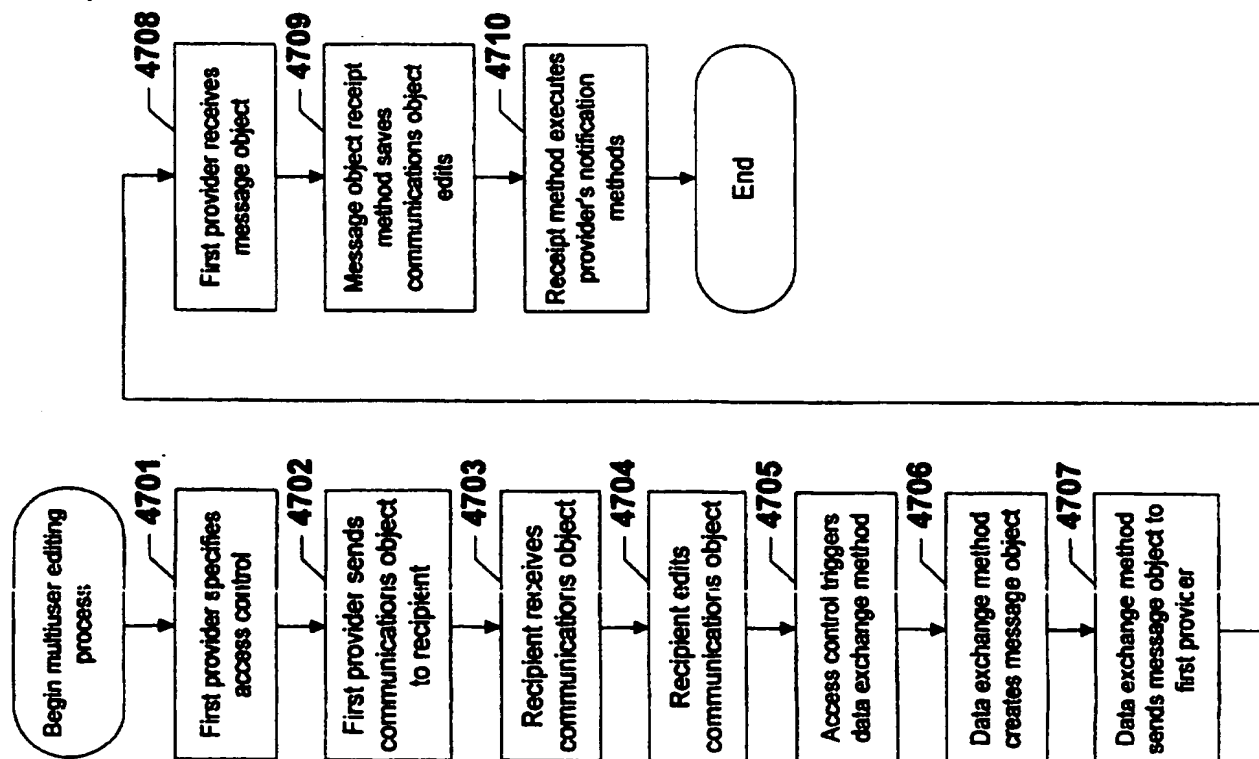 Begin multiuser editing
process
4701
First provider specifies
access control
4702
First provider sends
communications object
to recipient
4703
Recipient receives
communications object
4704
Recipient edits
communications object
4705
Access control triggers
data exchange method
4706
Data exchange method
creates message object
4707
Data exchange method
sends message object to
first provider
4708
First provider receives
message object
4709
Message object receipt
method saves
communications object
edits
4710
Receipt method executes
provider's notification
methods
End